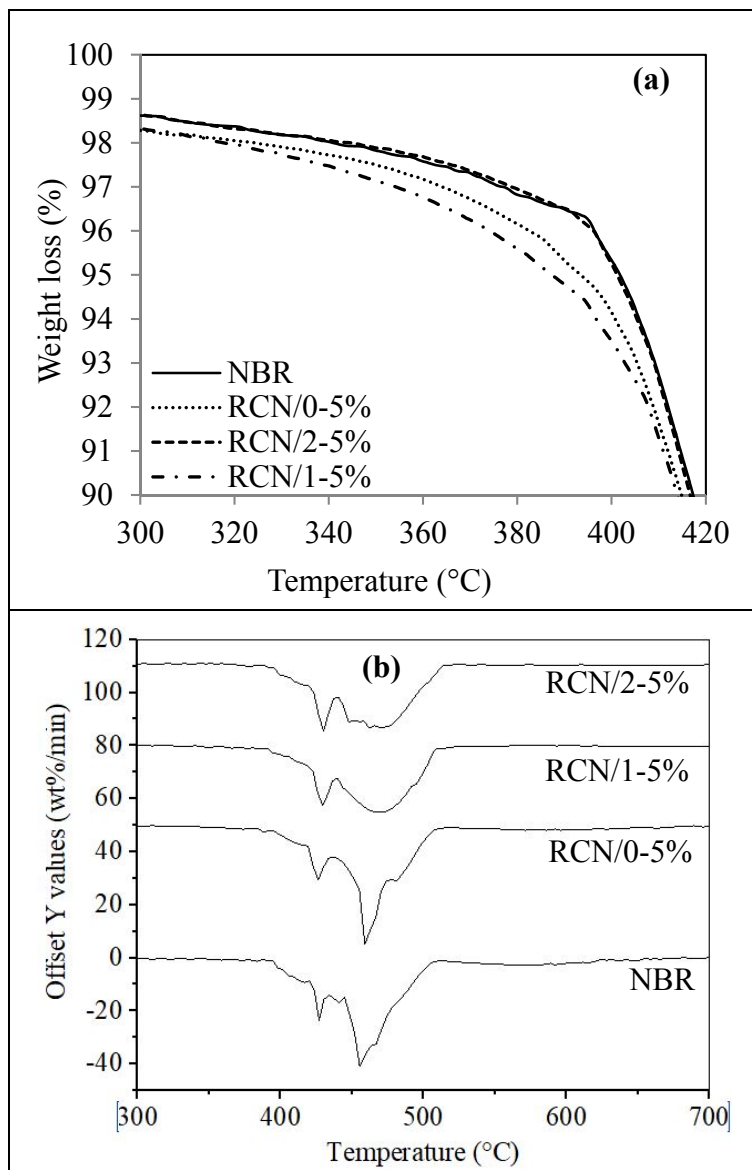 100
(a)
99
98
97
96
95
94
93
92
91
90
Weight loss (%)
NBR
RCN/0-5%
RCN/2-5%
RCN/1-5%
300 320 340 360 380 400 420
Temperature (°C)
120
(b)
100
80
60
40
20
0
-20
-40
Offset Y values (wt%/min)
RCN/2-5%
RCN/1-5%
RCN/0-5%
NBR
[300 400 500 600 700]
Temperature (°C)